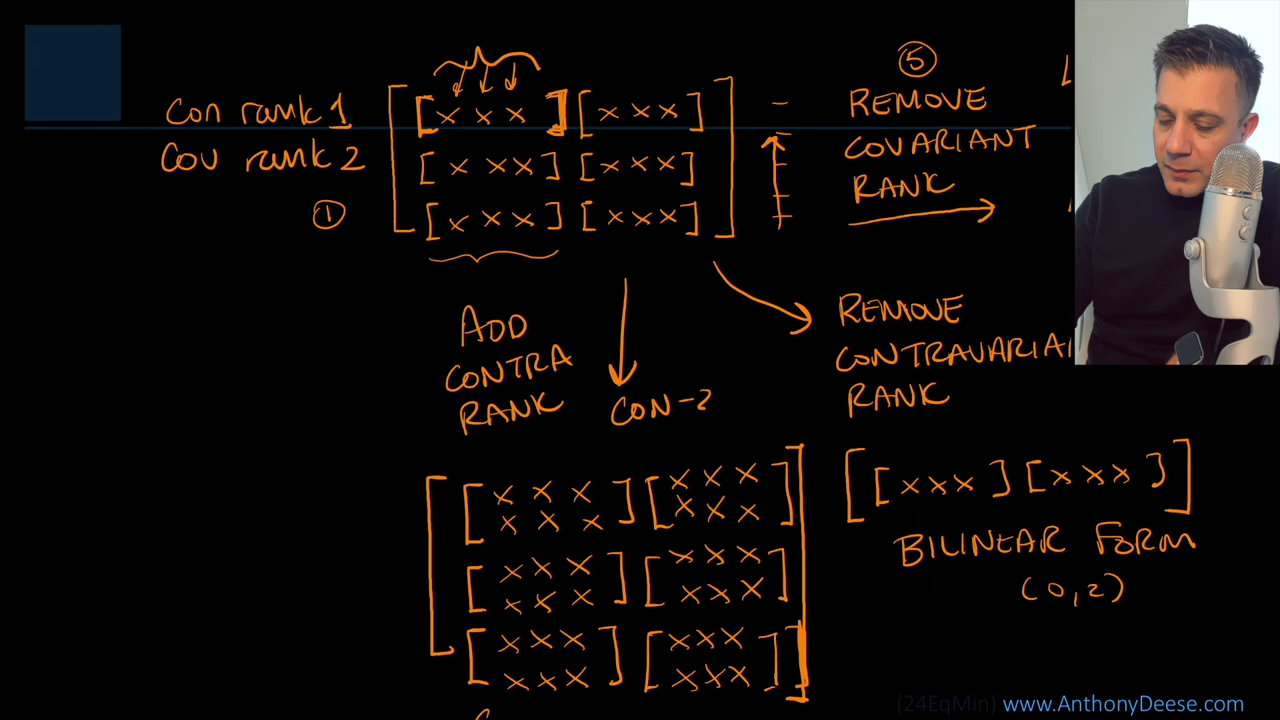 Con rank 1
Cov rank 2
①
[ [ x x x ] [ x x x ]
[ x x x ] [ x x x ]
[ x x x ] [ x x x ] ]
⑤
REMOVE
COVARIANT
RANK
ADD
CONTRA
RANK
CON-2
REMOVE
CONTRAVARIA
RANK
[ [ x x x ] [ x x x ]
x x x x x x
[ x x x ] [ x x x ]
x x x x x x
[ x x x ] [ x x x ]
x x x x x x ]
[ [ x x x ] [ x x x ] ]
BILINEAR FORM
(0,2)
(24EqMin) www.AnthonyDeese.com